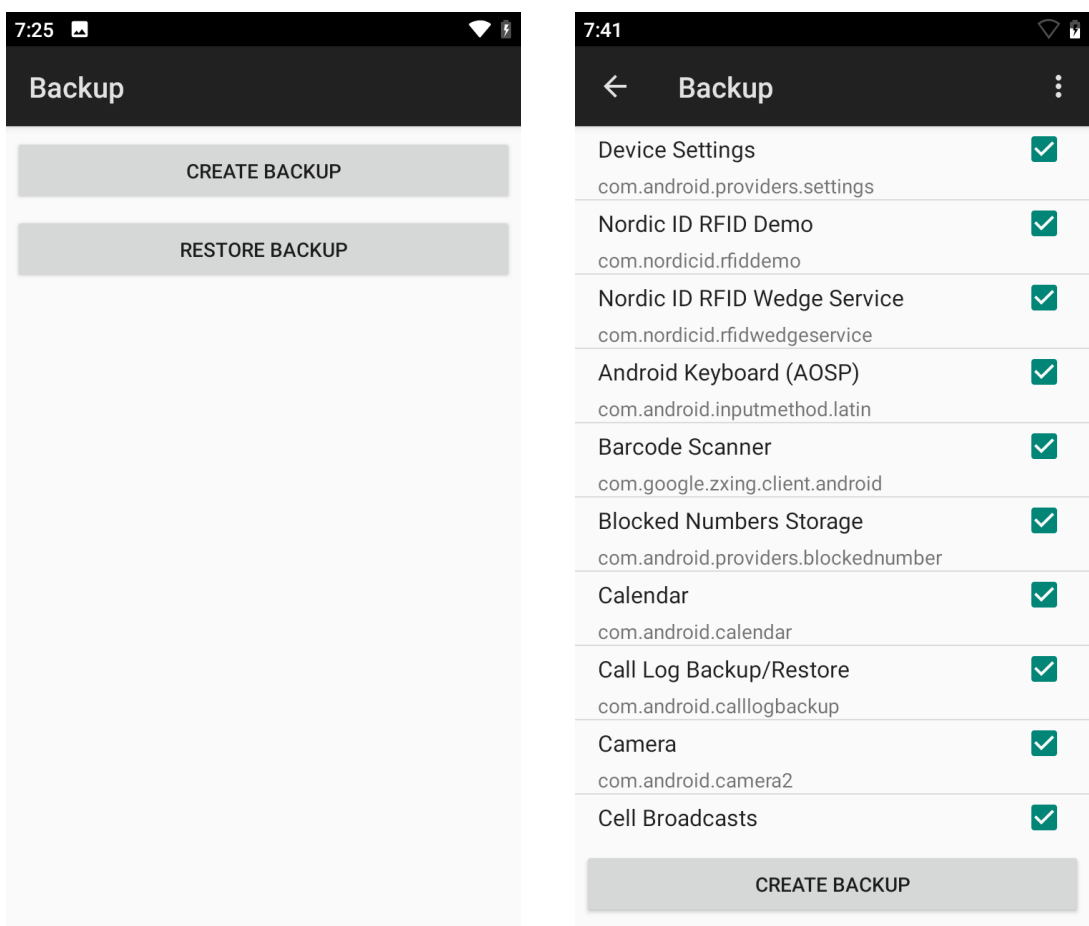 7:25
Backup
CREATE BACKUP
RESTORE BACKUP
7:41
Backup
Device Settings
com.android.providers.settings
Nordic ID RFID Demo
com.nordicid.rfiddemo
Nordic ID RFID Wedge Service
com.nordicid.rfidwedgeservice
Android Keyboard (AOSP)
com.android.inputmethod.latin
Barcode Scanner
com.google.zxing.client.android
Blocked Numbers Storage
com.android.providers.blockednumber
Calendar
com.android.calendar
Call Log Backup/Restore
com.android.calllogbackup
Camera
com.android.camera2
Cell Broadcasts
CREATE BACKUP